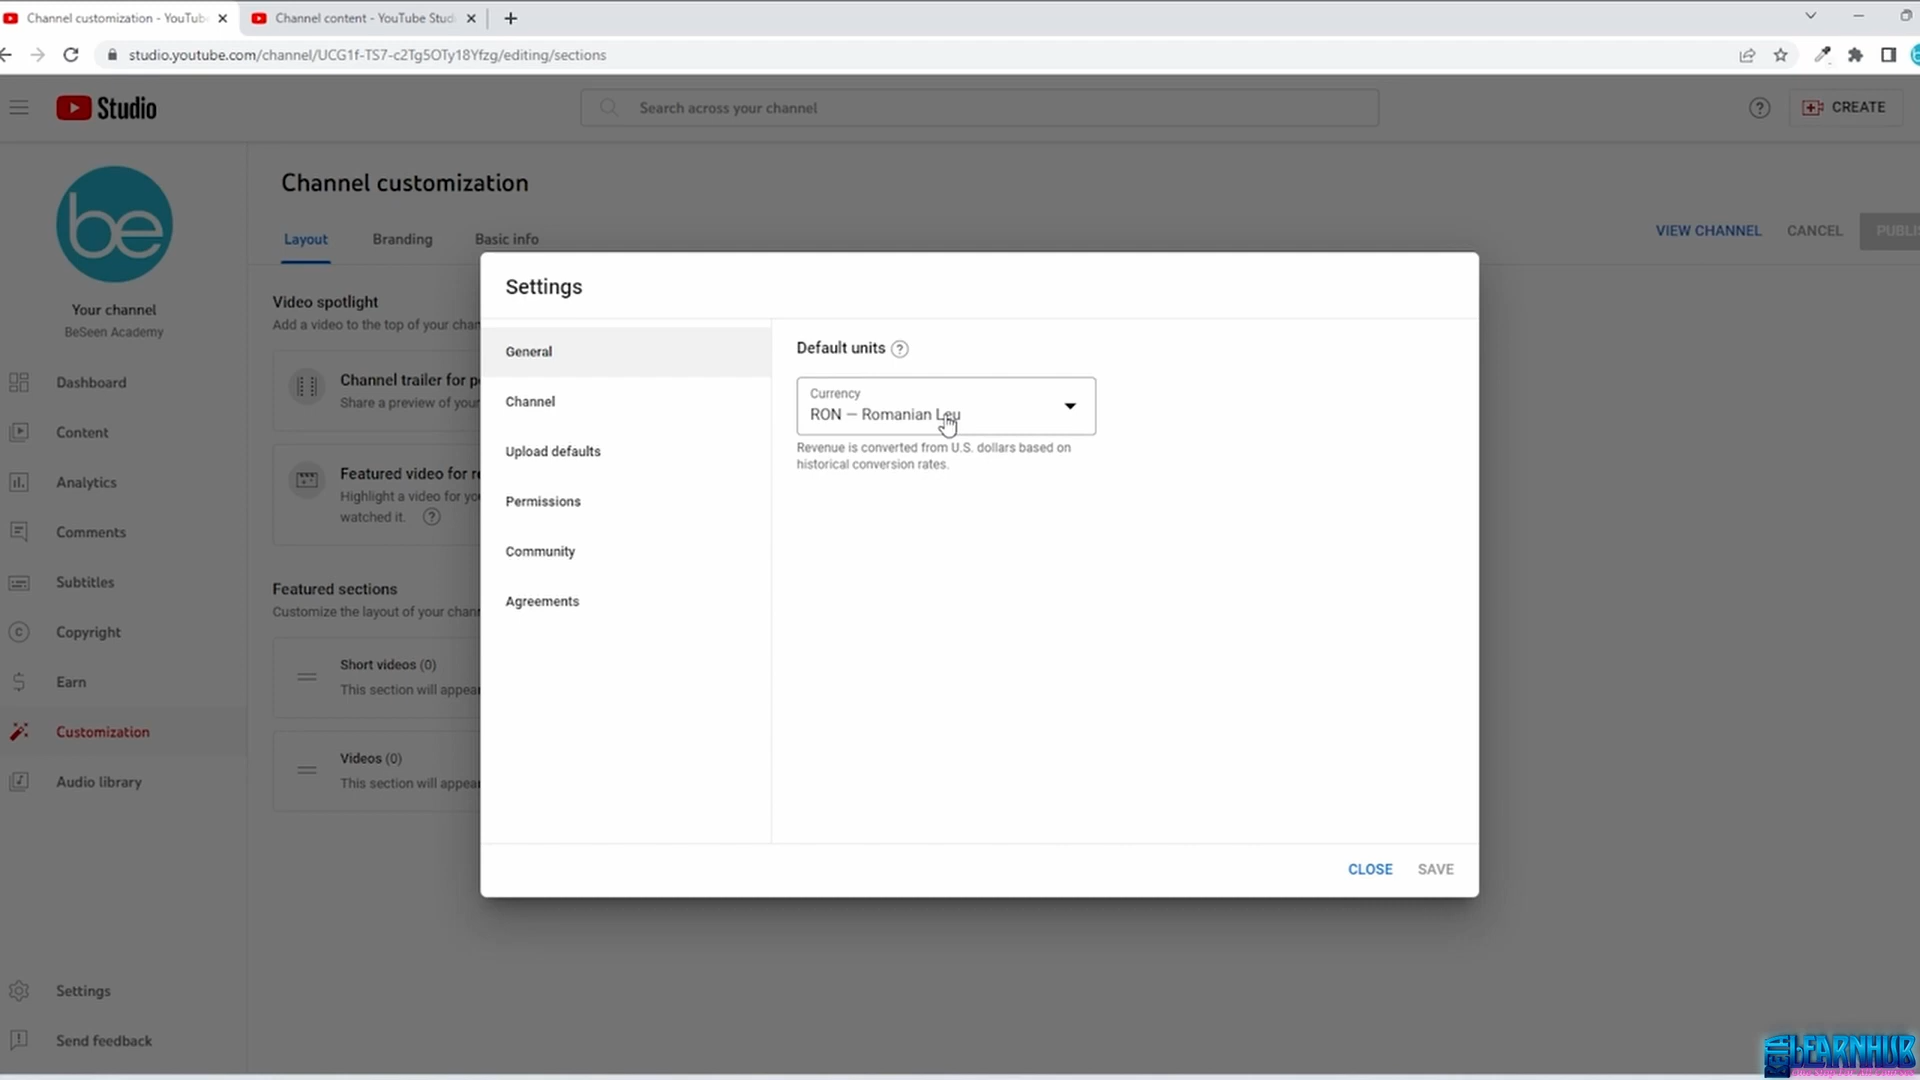 Channel customization - YouTub
Channel content - YouTube Stud
studio.youtube.com/channel/UCG1f-TS7-c2Tg5OTy18Yfzg/editing/sections
Studio
Search across your channel
CREATE
be
Your channel
BeSeen Academy
Dashboard
Content
Analytics
Comments
Subtitles
Copyright
Earn
Customization
Audio library
Settings
Send feedback
Channel customization
Layout
Branding
Basic info
VIEW CHANNEL
CANCEL
PUBLIS
Video spotlight
Add a video to the top of your chan
Channel trailer for p
Share a preview of your
Featured video for r
Highlight a video for yo
watched it.
Featured sections
Customize the layout of your chan
Short videos (0)
This section will appea
Videos (0)
This section will appea
Settings
General
Channel
Upload defaults
Permissions
Community
Agreements
Default units
Currency
RON – Romanian Leu
Revenue is converted from U.S. dollars based on
historical conversion rates.
CLOSE
SAVE
LEARNHUB